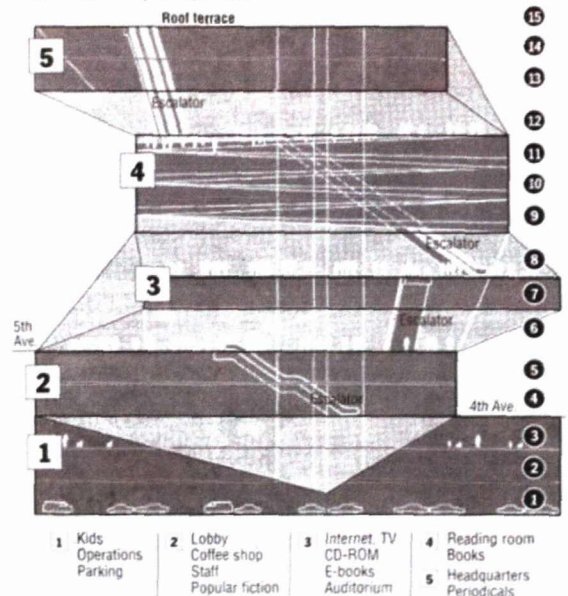 Roof terrace
15
5
14
13
Escalator
12
4
11
10
9
Escalator
8
3
7
Escalator
6
5th
Ave.
2
5
Escalator
4
4th Ave.
1
3
2
1
1 Kids
Operations
Parking
2 Lobby
Coffee shop
Staff
Popular fiction
3 Internet, TV
CD-ROM
E-books
Auditorium
4 Reading room
Books
5 Headquarters
Periodicals